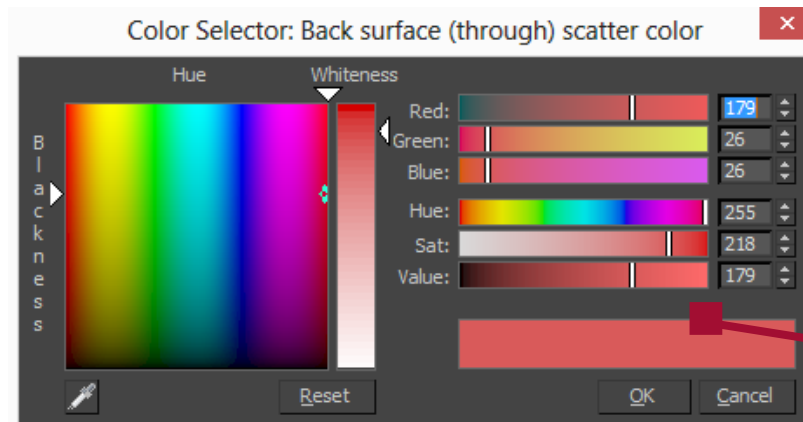 Color Selector: Back surface (through) scatter color
Hue
Whiteness
Blackness
Red: 179
Green: 26
Blue: 26
Hue: 255
Sat: 218
Value: 179
Reset
OK
Cancel